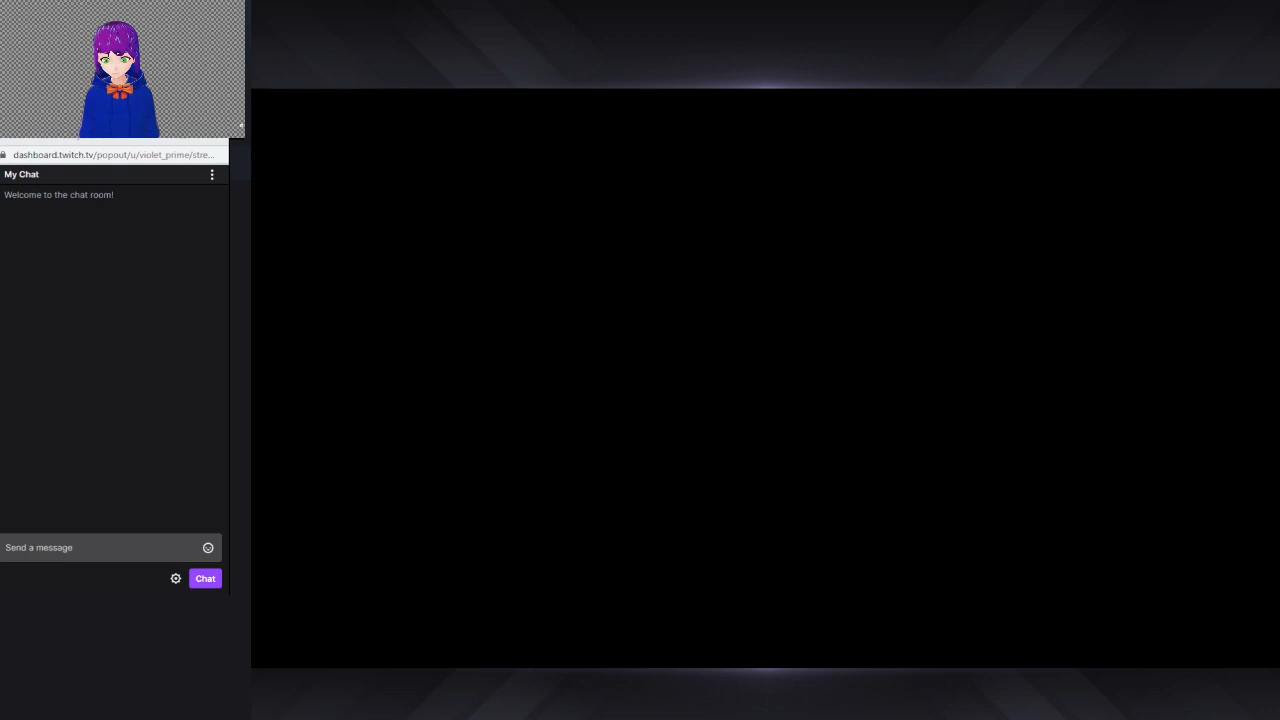 dashboard.twitch.tv/popout/u/violet_prime/stre...
My Chat
Welcome to the chat room!
Send a message
Chat